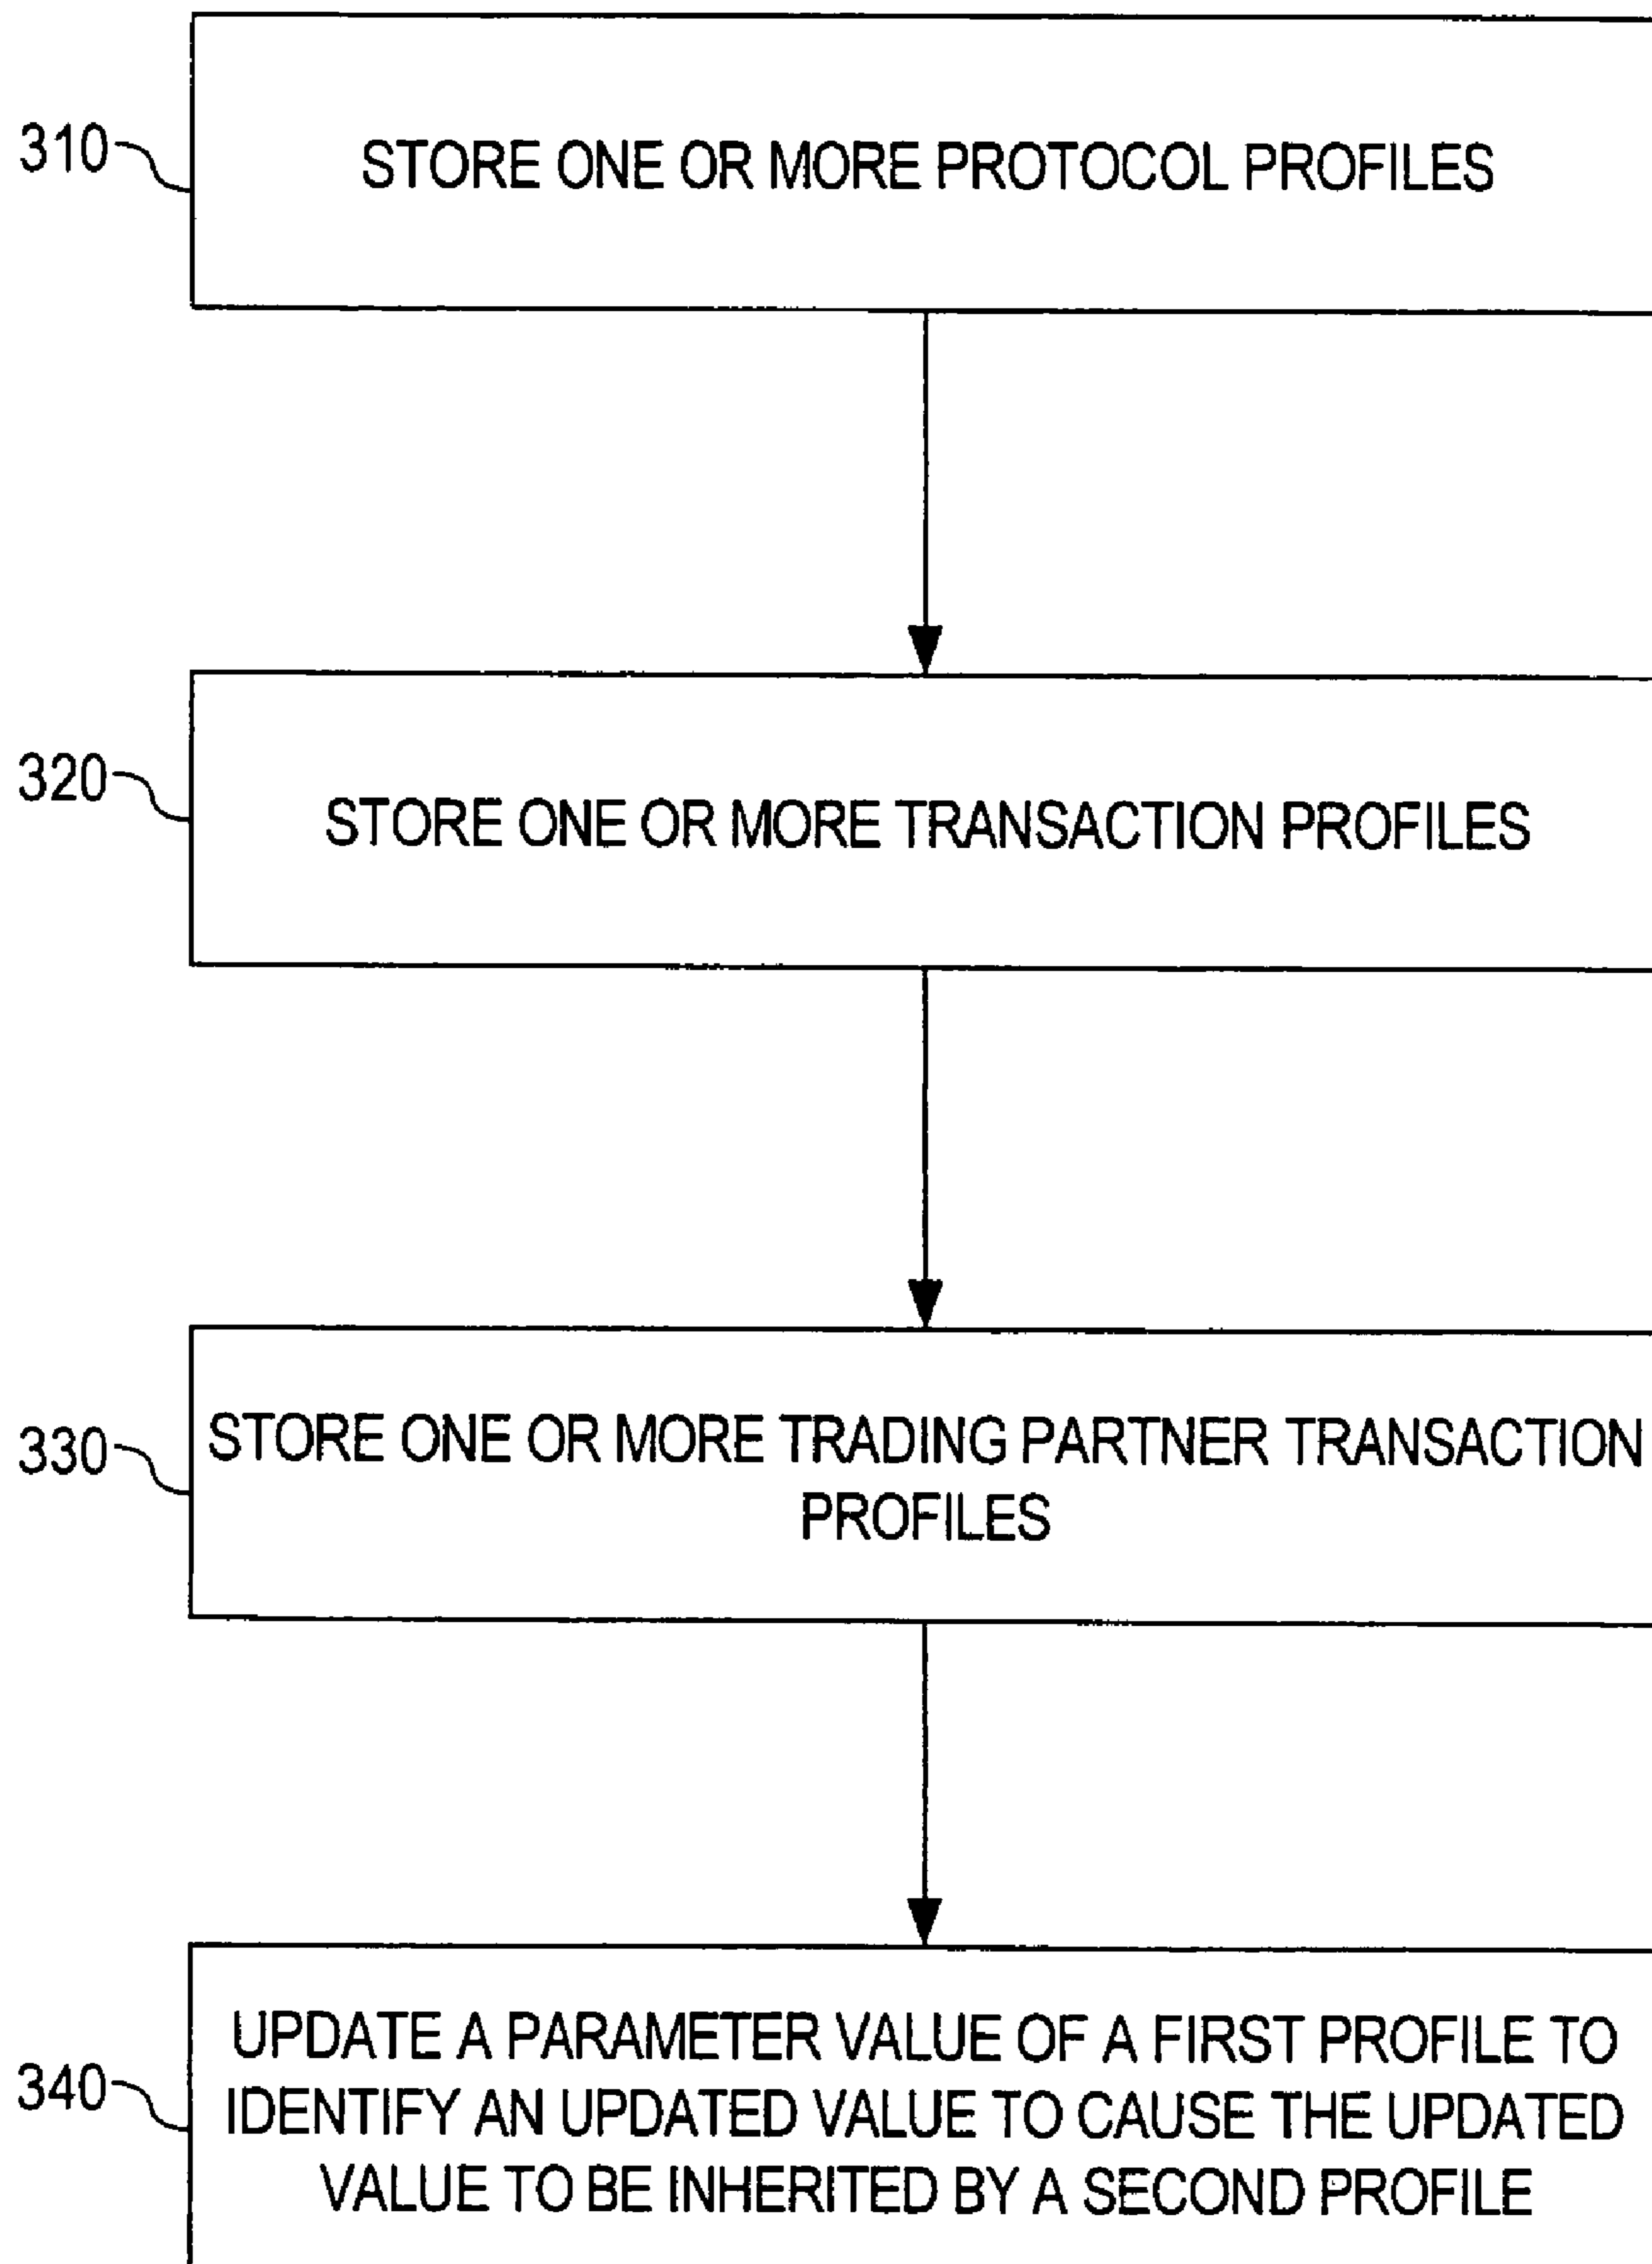 310
STORE ONE OR MORE PROTOCOL PROFILES
320
STORE ONE OR MORE TRANSACTION PROFILES
330
STORE ONE OR MORE TRADING PARTNER TRANSACTION
PROFILES
340
UPDATE A PARAMETER VALUE OF A FIRST PROFILE TO
IDENTIFY AN UPDATED VALUE TO CAUSE THE UPDATED
VALUE TO BE INHERITED BY A SECOND PROFILE